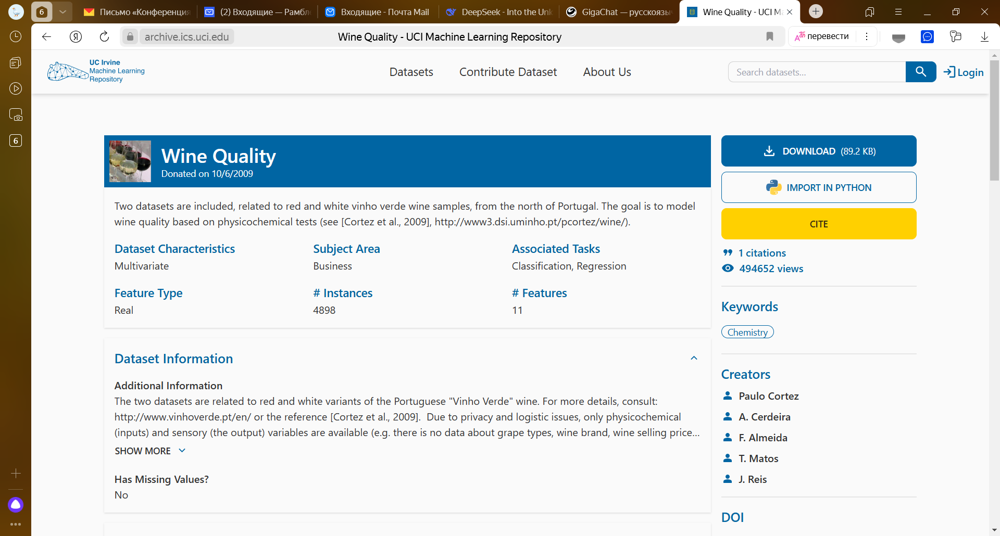 6
Письмо «Конференция
(2) Входящие — Рамбл
Входящие - Почта Mail
DeepSeek - Into the Unk
GigaChat — русскоязыч
Wine Quality - UCI Ma
archive.ics.uci.edu
Wine Quality - UCI Machine Learning Repository
перевести
6
UC Irvine
Machine Learning
Repository
Datasets
Contribute Dataset
About Us
Search datasets...
Login
Wine Quality
Donated on 10/6/2009
Two datasets are included, related to red and white vinho verde wine samples, from the north of Portugal. The goal is to model
wine quality based on physicochemical tests (see [Cortez et al., 2009], http://www3.dsi.uminho.pt/pcortez/wine/).
Dataset Characteristics
Multivariate
Subject Area
Business
Associated Tasks
Classification, Regression
Feature Type
Real
# Instances
4898
# Features
11
Dataset Information
Additional Information
The two datasets are related to red and white variants of the Portuguese "Vinho Verde" wine. For more details, consult:
http://www.vinhoverde.pt/en/ or the reference [Cortez et al., 2009].  Due to privacy and logistic issues, only physicochemical
(inputs) and sensory (the output) variables are available (e.g. there is no data about grape types, wine brand, wine selling price...
SHOW MORE
Has Missing Values?
No
DOWNLOAD (89.2 KB)
IMPORT IN PYTHON
CITE
1 citations
494652 views
Keywords
Chemistry
Creators
Paulo Cortez
A. Cerdeira
F. Almeida
T. Matos
J. Reis
DOI